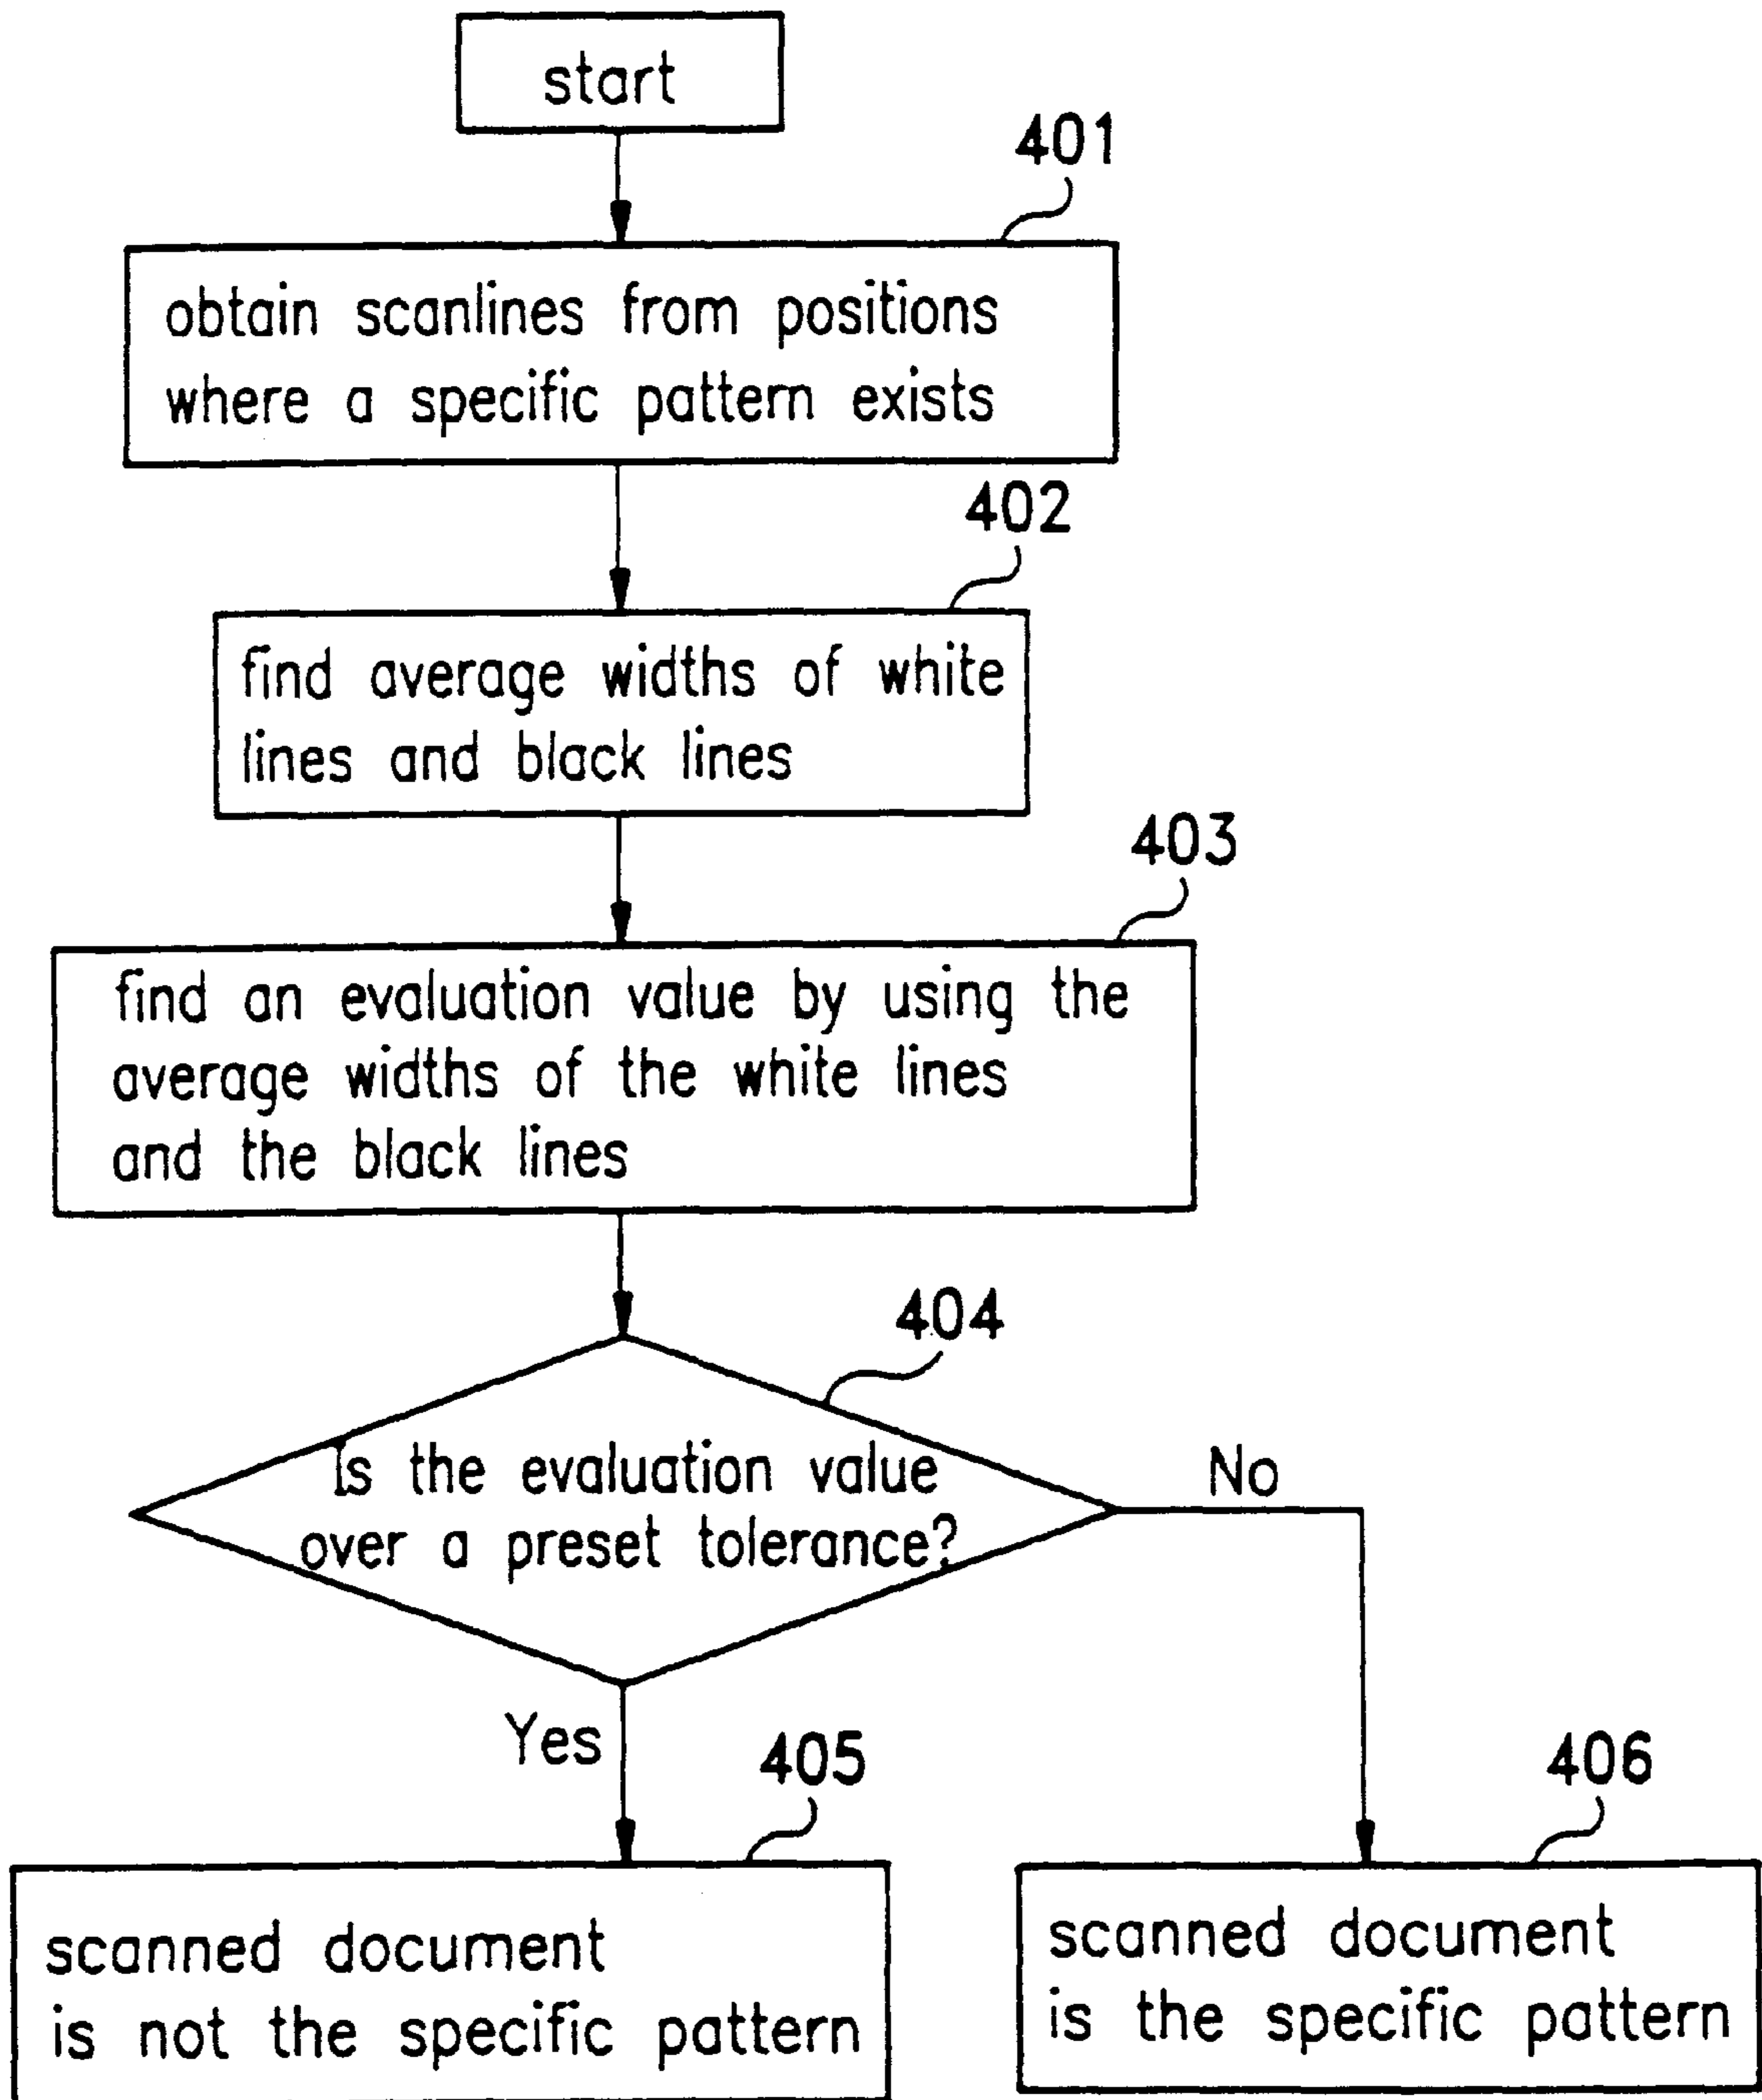 start
401
obtain scanlines from positions
where a specific pattern exists
402
find average widths of white
lines and black lines
403
find an evaluation value by using the
average widths of the white lines
and the black lines
404
Is the evaluation value
over a preset tolerance?
No
Yes
405
406
scanned document
is not the specific pattern
scanned document
is the specific pattern